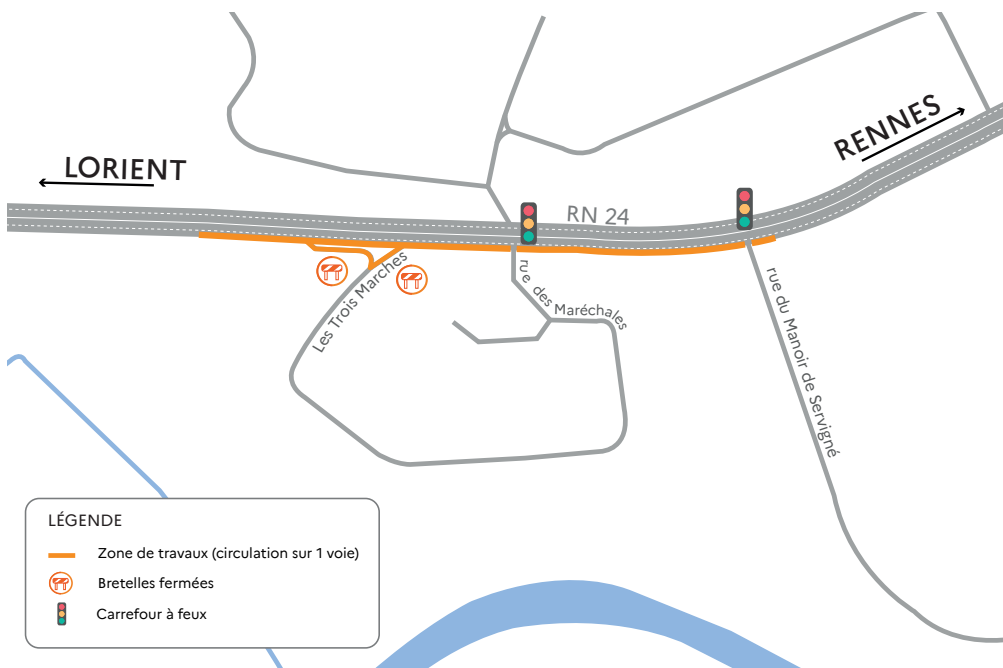 LORIENT
RENNES
RN 24
Les Trois Marches
rue des Maréchales
rue du Manoir de Servigné
LÉGENDE
Zone de travaux (circulation sur 1 voie)
Bretelles fermées
Carrefour à feux